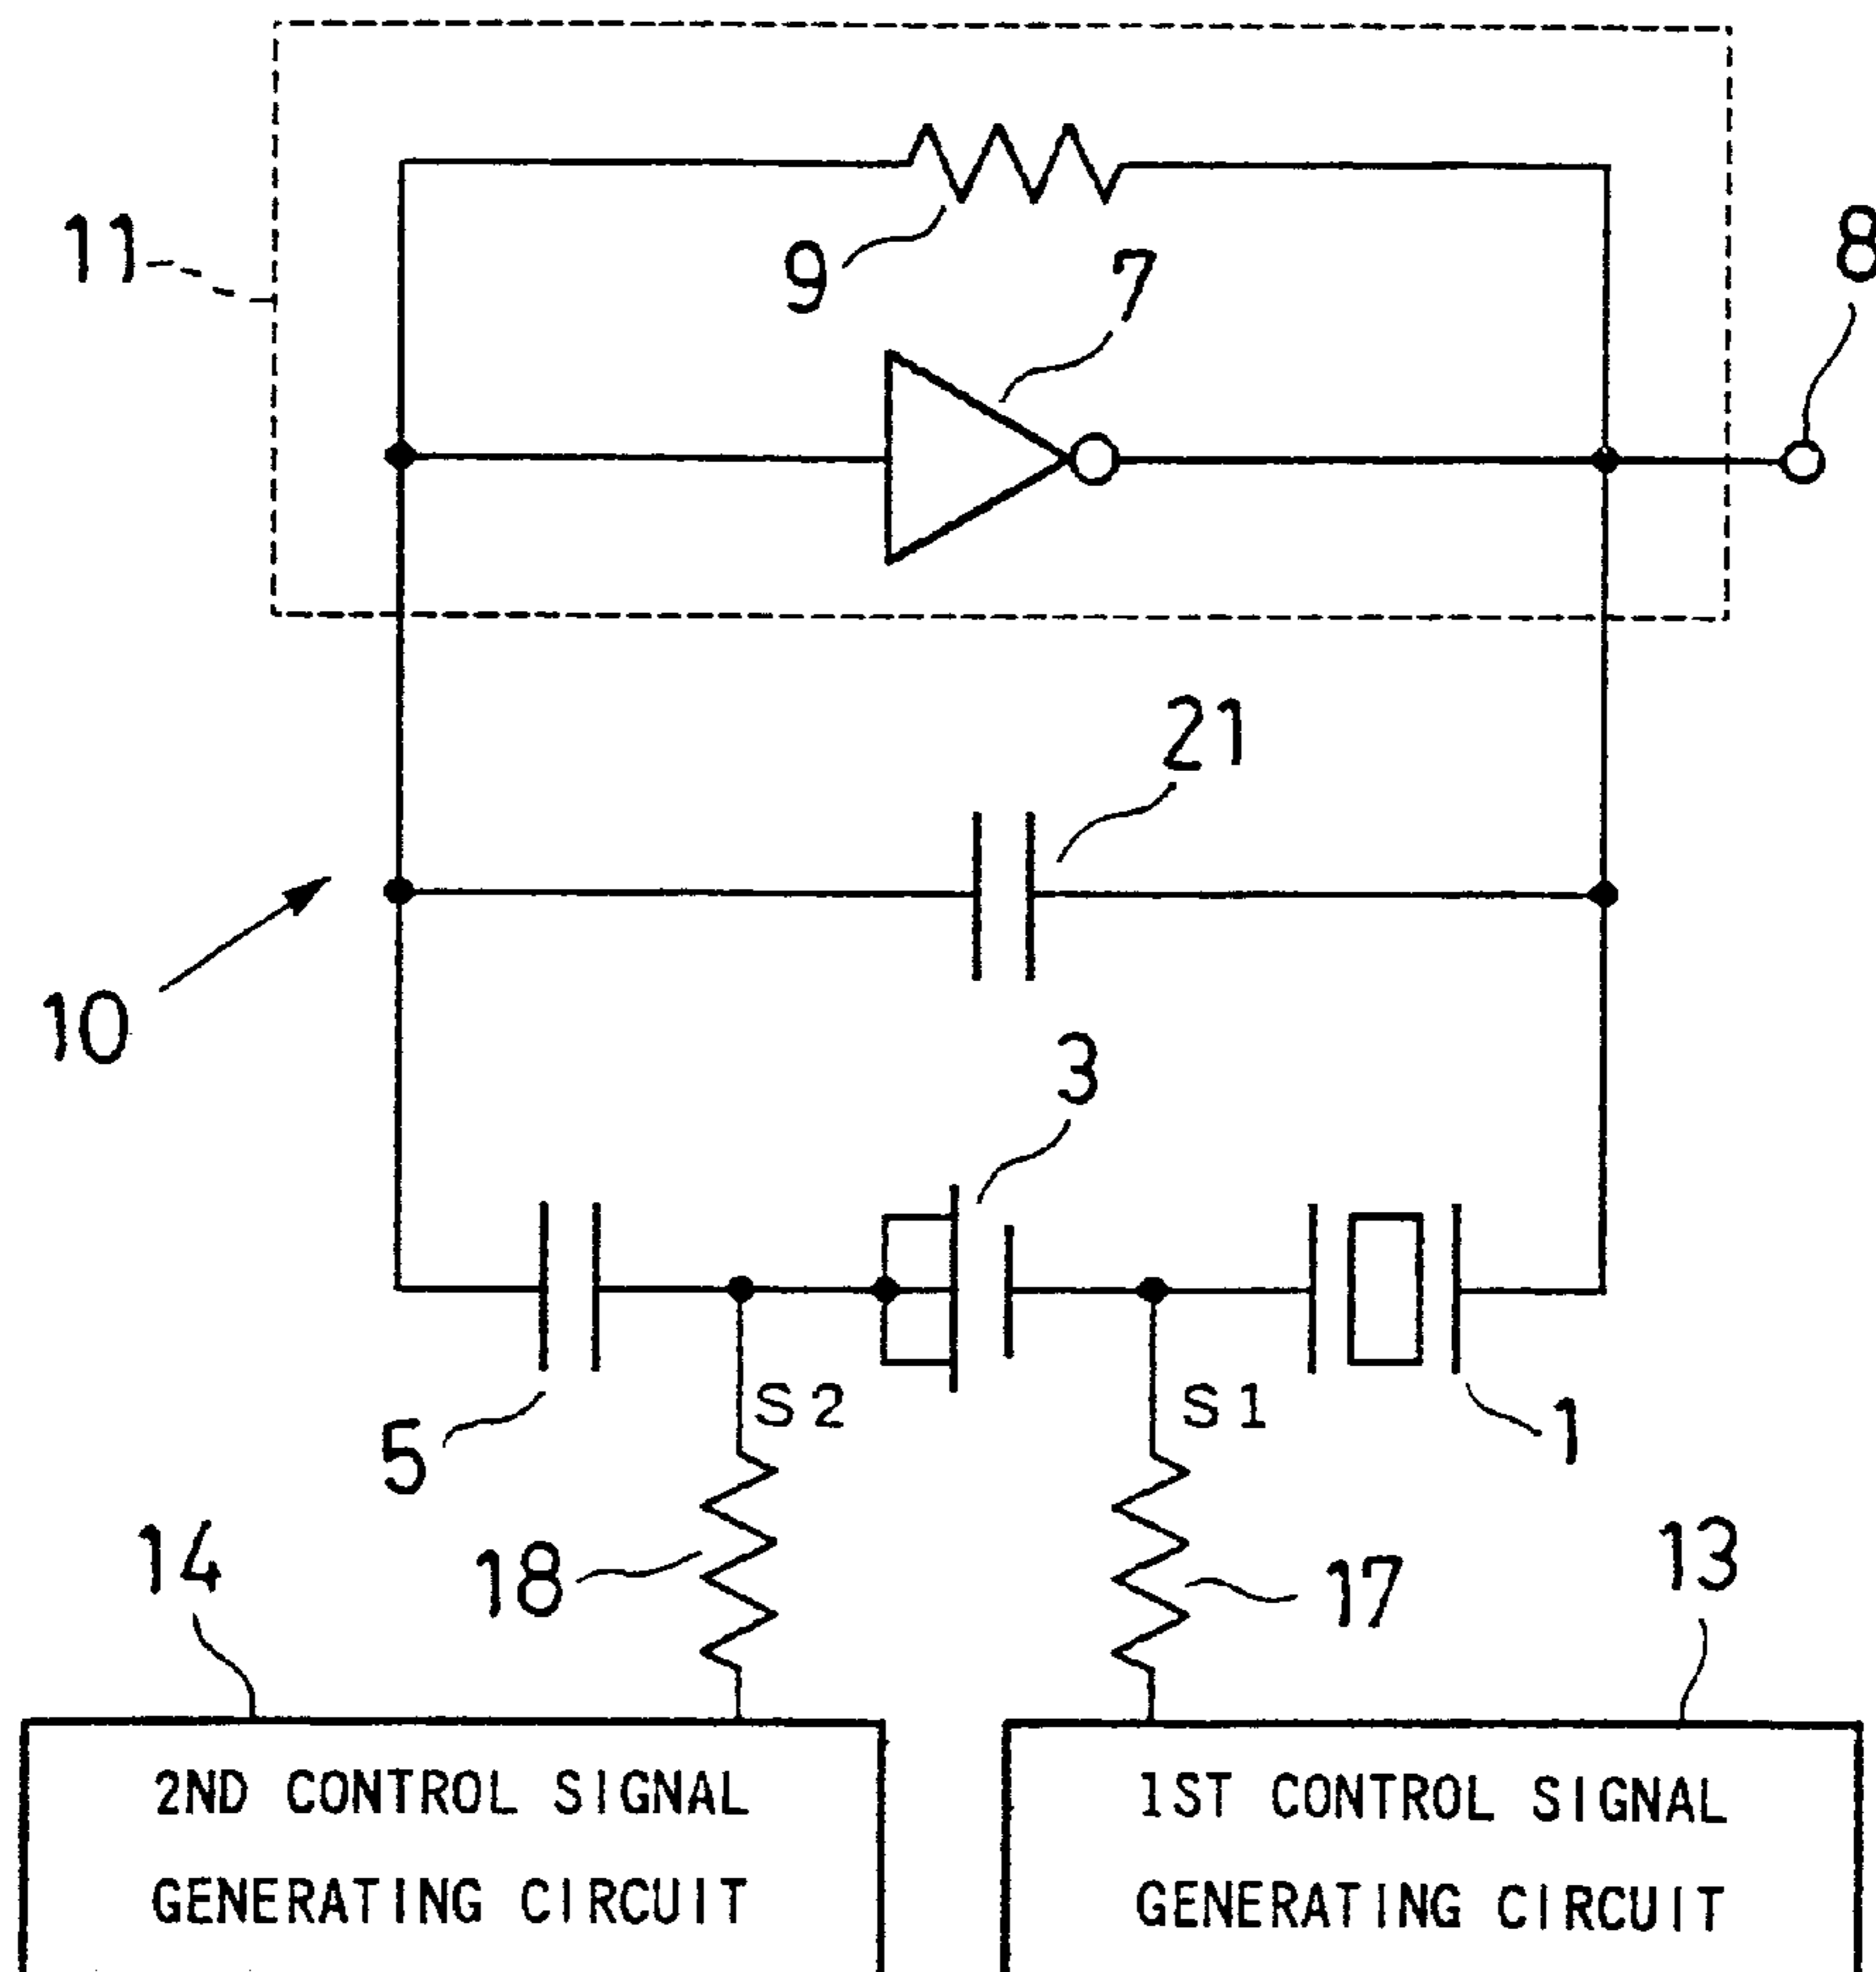 11
9
7
8
21
10
3
S2
S1
5
1
14
18
17
13
2ND CONTROL SIGNAL
GENERATING CIRCUIT
1ST CONTROL SIGNAL
GENERATING CIRCUIT